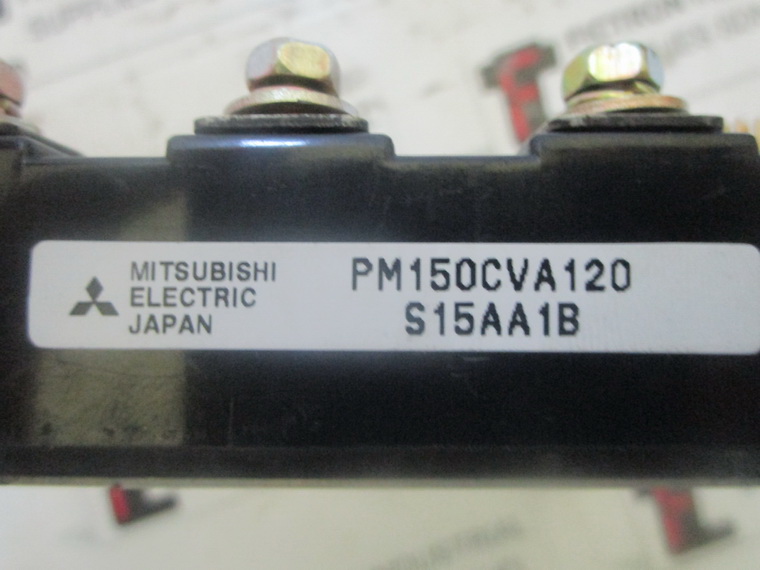 MITSUBISHI
ELECTRIC
JAPAN
PM150CVA120
S15AA1B